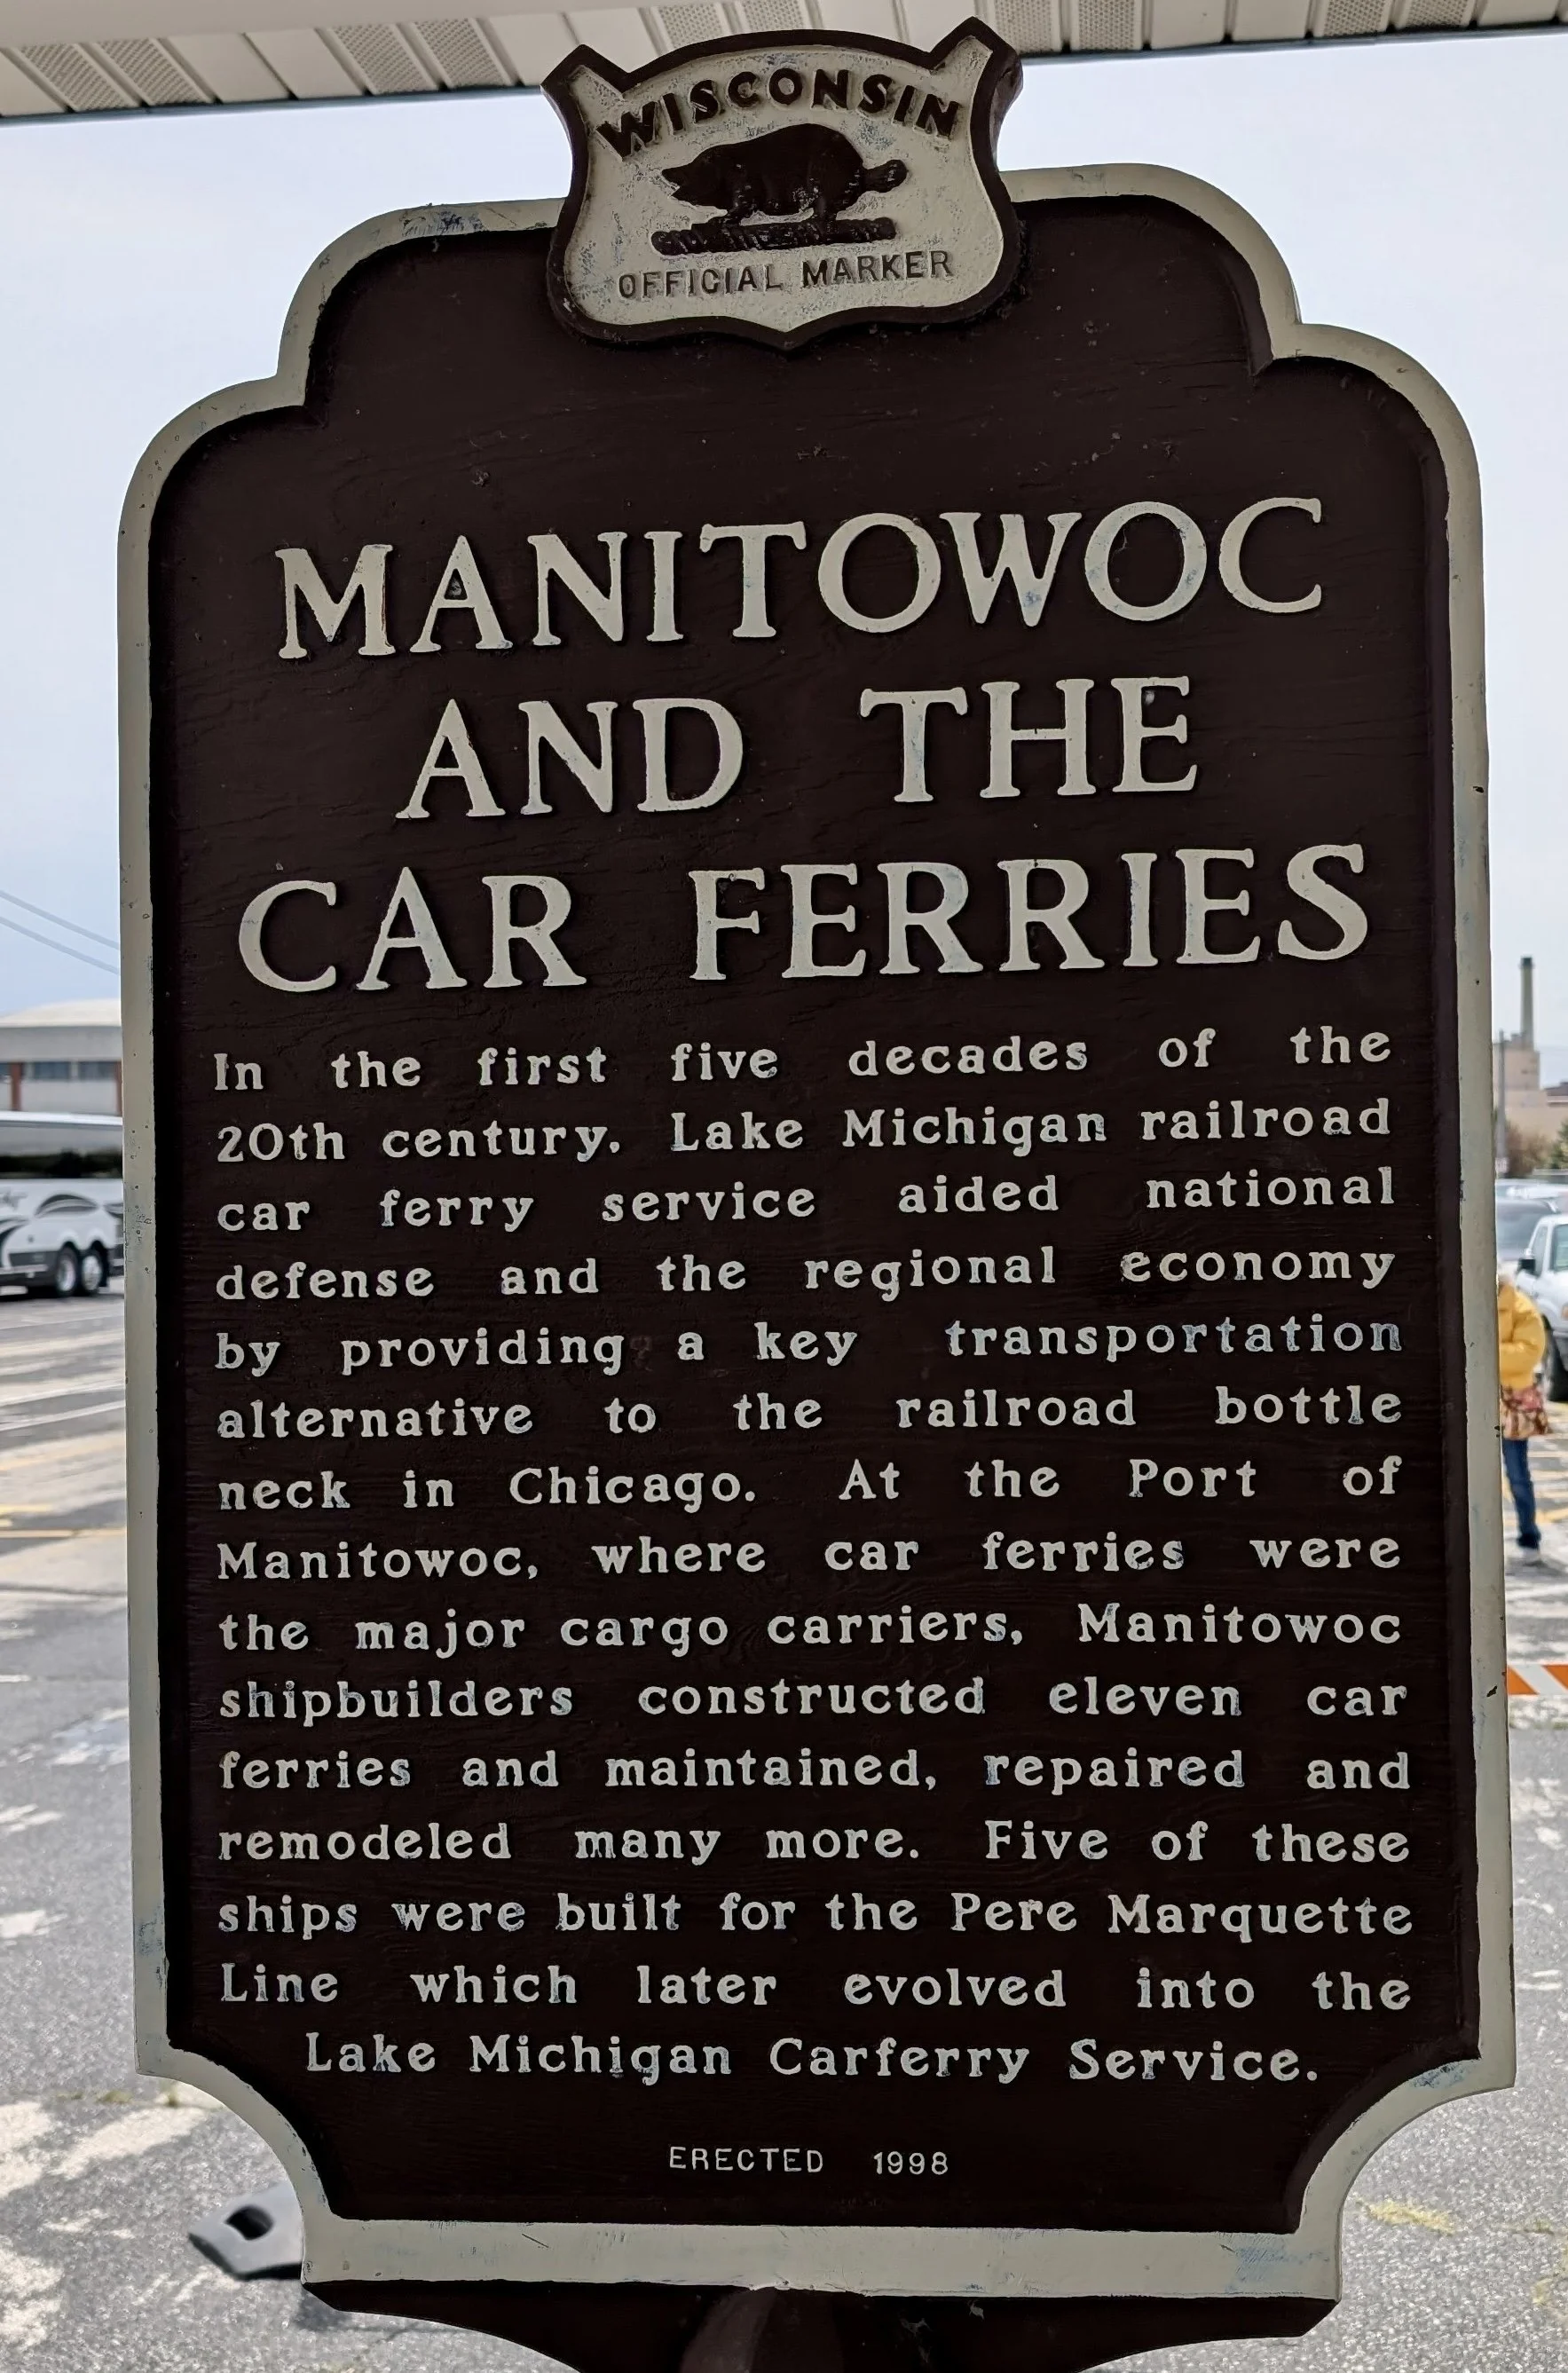 WISCONSIN
OFFICIAL MARKER
MANITOWOC
AND THE
CAR FERRIES
In the first five decades of the
20th century, Lake Michigan railroad
car ferry service aided national
defense and the regional economy
by providing a key transportation
alternative to the railroad bottle
neck in Chicago. At the Port of
Manitowoc, where car ferries were
the major cargo carriers, Manitowoc
shipbuilders constructed eleven car
ferries and maintained, repaired and
remodeled many more. Five of these
ships were built for the Pere Marquette
Line which later evolved into the
Lake Michigan Carferry Service.
ERECTED 1998